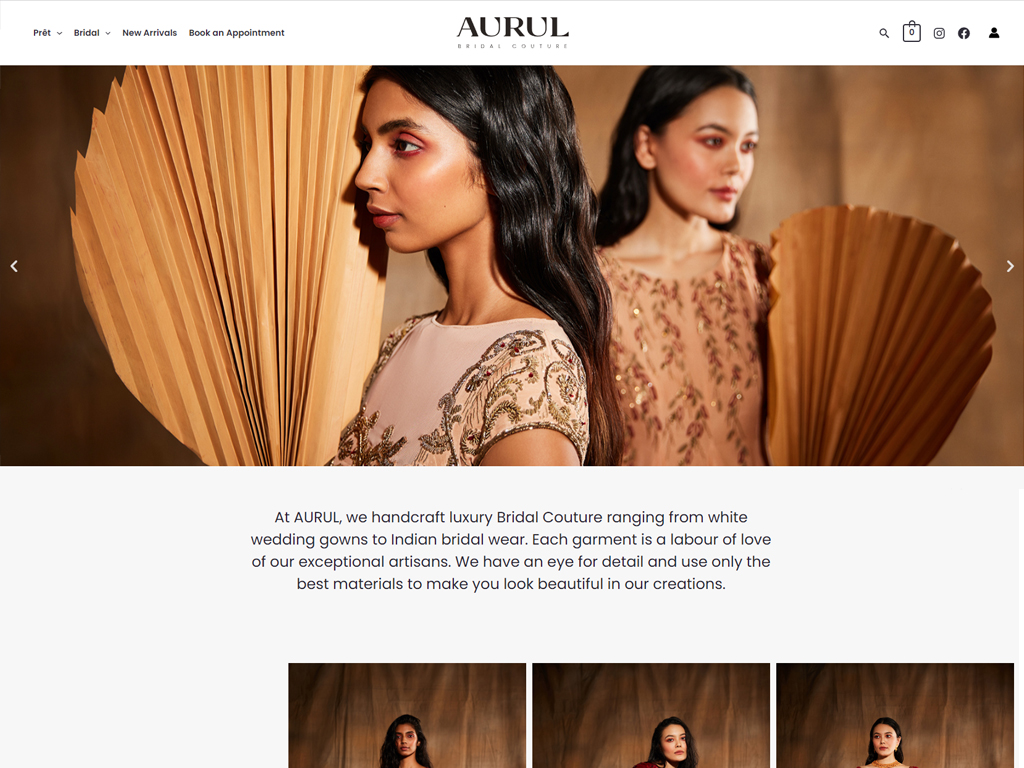 Prêt
Bridal
New Arrivals
Book an Appointment
AURUL
BRIDAL COUTURE
0
At AURUL, we handcraft luxury Bridal Couture ranging from white
wedding gowns to Indian bridal wear. Each garment is a labour of love
of our exceptional artisans. We have an eye for detail and use only the
best materials to make you look beautiful in our creations.